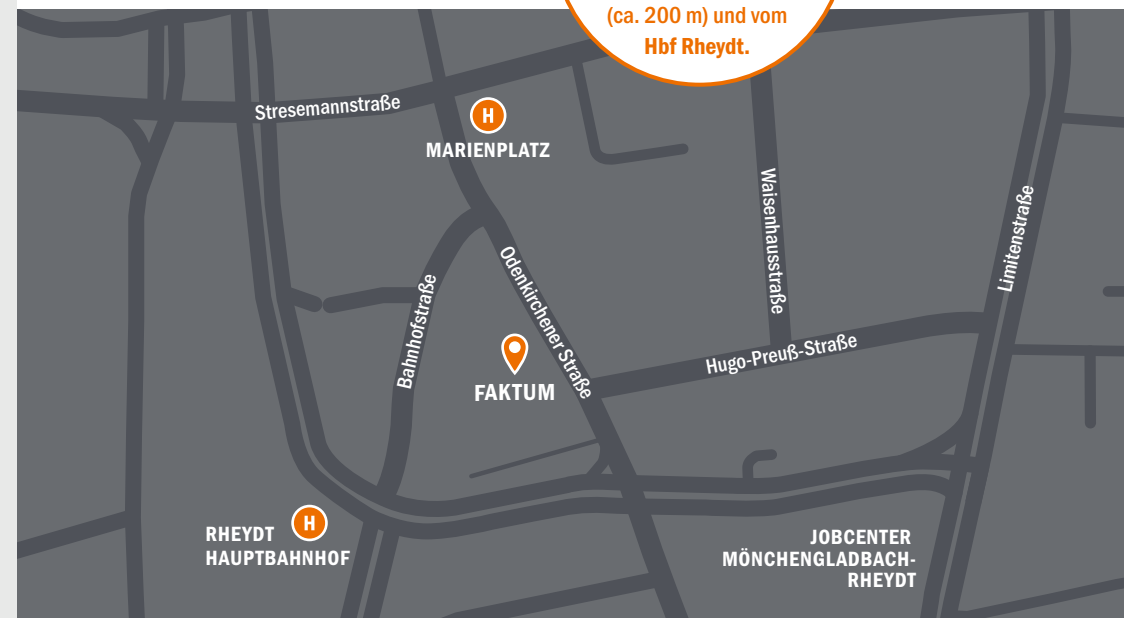 (ca. 200 m) und vom
Hbf Rheydt.
Stresemannstraße
H
MARIENPLATZ
Waisenhausstraße
Limitenstraße
Odenkirchener Straße
Bahnhofstraße
Hugo-Preuß-Straße
FAKTUM
RHEYDT
HAUPTBAHNHOF
H
JOBCENTER
MÖNCHENGLADBACH-
RHEYDT